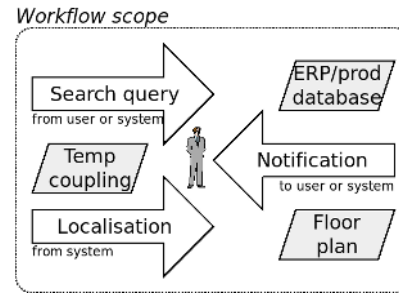 Workflow scope
Search query
from user or system
ERP/prod
database
Temp
coupling
Notification
to user or system
Localisation
from system
Floor
plan